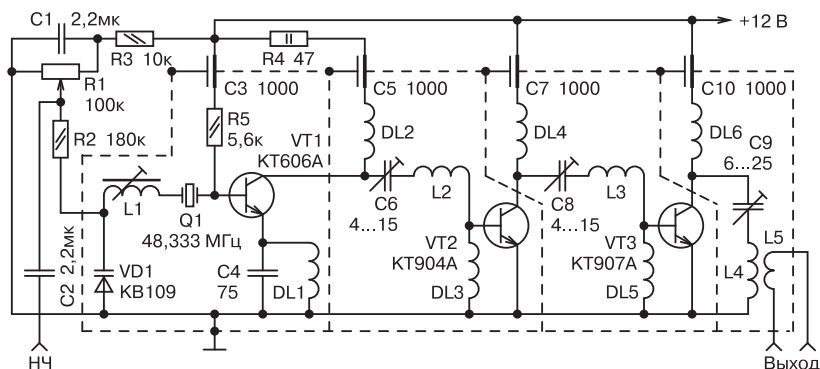 C1 2,2мк
+12 В
R3 10к
R4 47
R1
100к
C3 1000
C5 1000
C7 1000
C10 1000
R2 180к
R5
5,6к
VT1
КТ606А
DL2
DL4
DL6
C9
6...25
L1
Q1
48,333 МГц
C6
4...15
L2
C8
4...15
L3
C2 2,2мк
VD1
КВ109
C4
75
DL1
VT2
КТ904А
DL3
VT3
КТ907А
DL5
L4
L5
НЧ
Выход